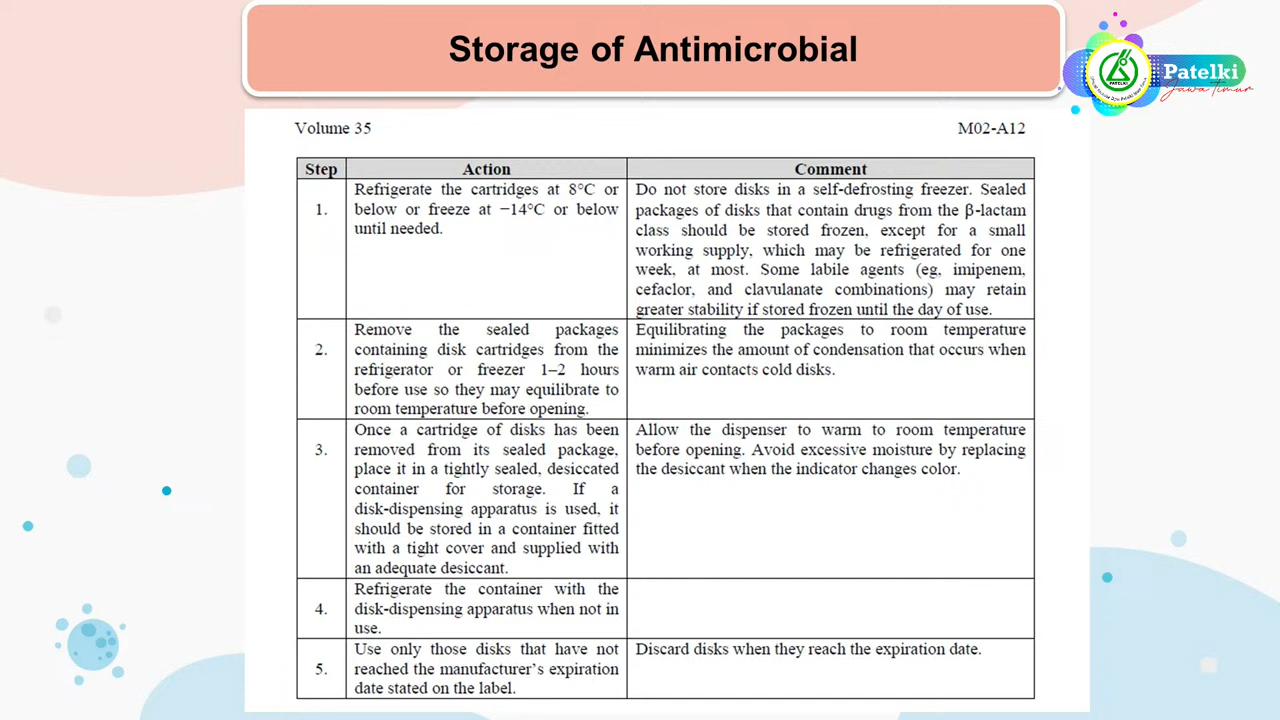 Storage of Antimicrobial
PATELKI
Patelki
Jawa Timur
Volume 35
M02-A12
Step
Action
Comment
1.
Refrigerate the cartridges at 8°C or
below or freeze at −14°C or below
until needed.
Do not store disks in a self-defrosting freezer. Sealed
packages of disks that contain drugs from the β-lactam
class should be stored frozen, except for a small
working supply, which may be refrigerated for one
week, at most. Some labile agents (eg, imipenem,
cefaclor, and clavulanate combinations) may retain
greater stability if stored frozen until the day of use.
2.
Remove the sealed packages
containing disk cartridges from the
refrigerator or freezer 1–2 hours
before use so they may equilibrate to
room temperature before opening.
Equilibrating the packages to room temperature
minimizes the amount of condensation that occurs when
warm air contacts cold disks.
3.
Once a cartridge of disks has been
removed from its sealed package,
place it in a tightly sealed, desiccated
container for storage. If a
disk-dispensing apparatus is used, it
should be stored in a container fitted
with a tight cover and supplied with
an adequate desiccant.
Allow the dispenser to warm to room temperature
before opening. Avoid excessive moisture by replacing
the desiccant when the indicator changes color.
4.
Refrigerate the container with the
disk-dispensing apparatus when not in
use.
5.
Use only those disks that have not
reached the manufacturer’s expiration
date stated on the label.
Discard disks when they reach the expiration date.